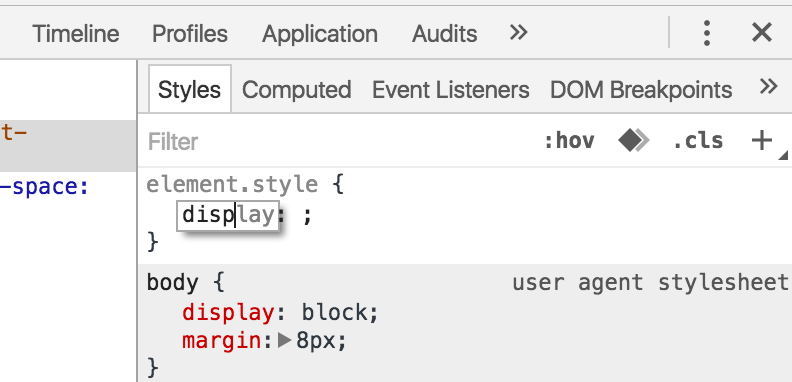 Timeline Profiles Application Audits »
Styles Computed Event Listeners DOM Breakpoints »
t-
Filter :hov .cls +
-space:
element.style {
display: ;
}
body { user agent stylesheet
display: block;
margin: 8px;
}